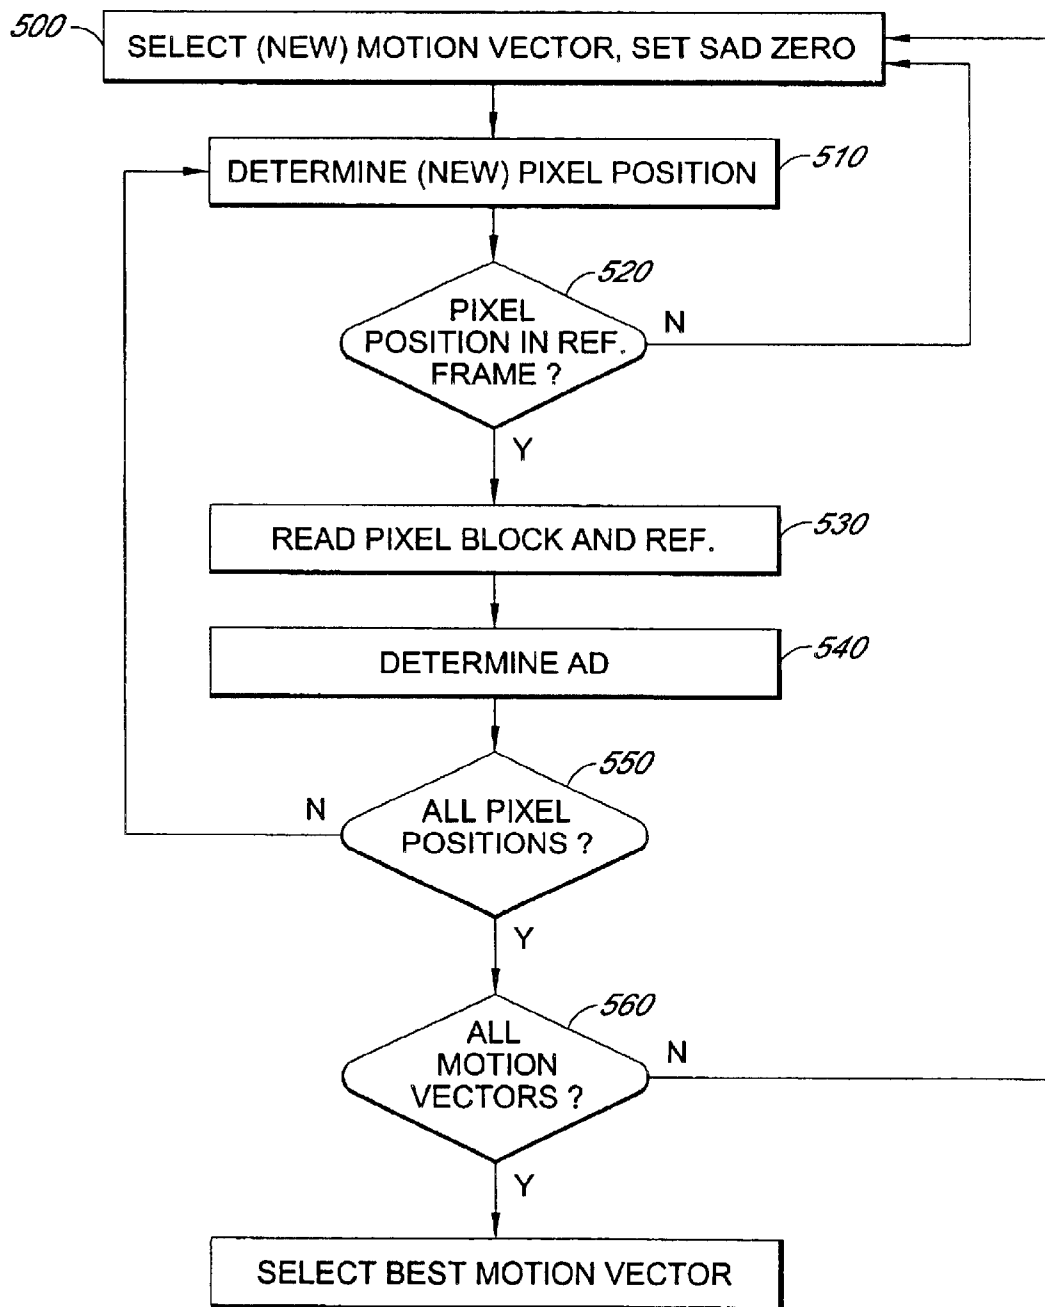 500
SELECT (NEW) MOTION VECTOR, SET SAD ZERO
DETERMINE (NEW) PIXEL POSITION
510
520
PIXEL
POSITION IN REF.
FRAME ?
N
Y
READ PIXEL BLOCK AND REF.
530
DETERMINE AD
540
550
ALL PIXEL
POSITIONS ?
N
Y
560
ALL
MOTION
VECTORS ?
N
Y
SELECT BEST MOTION VECTOR